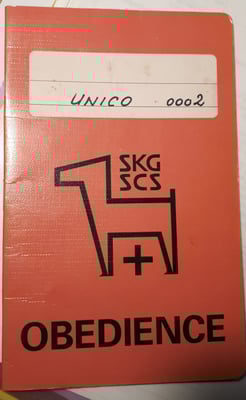 UNICO 0002
SKG
SCS
OBEDIENCE